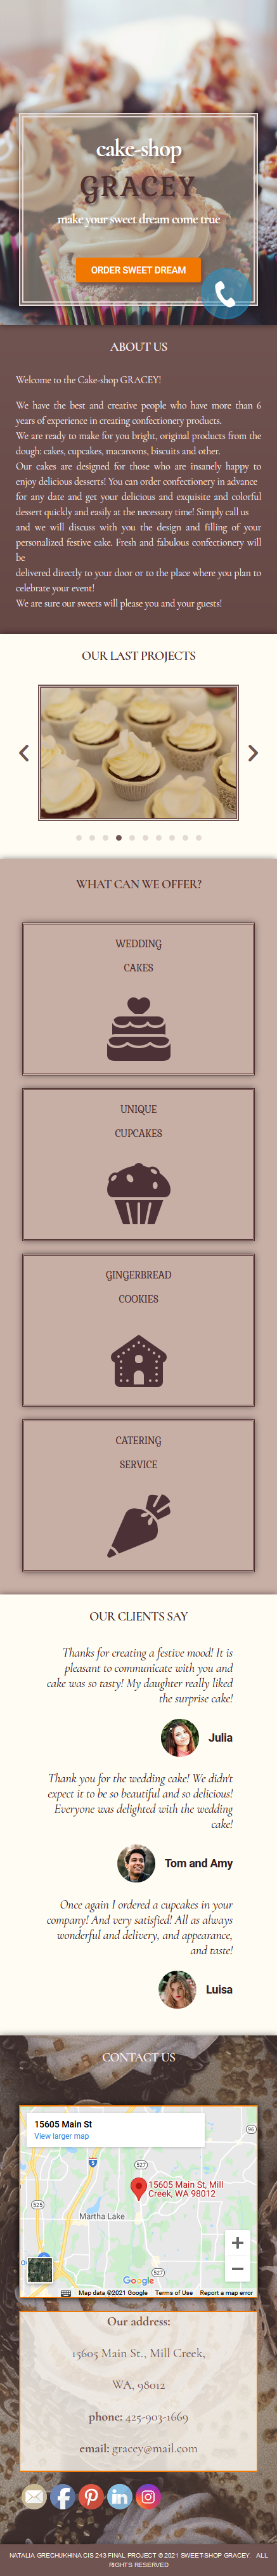 cake-shop
GRACEY
make your sweet dream come true
ORDER SWEET DREAM
ABOUT US
Welcome to the Cake-shop GRACEY!
We have the best and creative people who have more than 6
years of experience in creating confectionery products.
We are ready to make for you bright, original products from the
dough: cakes, cupcakes, macaroons, biscuits and other.
Our cakes are designed for those who are insanely happy to
enjoy delicious desserts! You can order confectionery in advance
for any date and get your delicious and exquisite and colorful
dessert quickly and easily at the necessary time! Simply call us
and we will discuss with you the design and filling of your
personalized festive cake. Fresh and fabulous confectionery will
be
delivered directly to your door or to the place where you plan to
celebrate your event!
We are sure our sweets will please you and your guests!
OUR LAST PROJECTS
WHAT CAN WE OFFER?
WEDDING
CAKES
UNIQUE
CUPCAKES
GINGERBREAD
COOKIES
CATERING
SERVICE
OUR CLIENTS SAY
Thanks for creating a festive mood! It is
pleasant to communicate with you and
cake was so tasty! My daughter really liked
the surprise cake!
Julia
Thank you for the wedding cake! We didn't
expect it to be so beautiful and so delicious!
Everyone was delighted with the wedding
cake!
Tom and Amy
Once again I ordered a cupcakes in your
company! And very satisfied! All as always
wonderful and delivery, and appearance,
and taste!
Luisa
CONTACT US
15605 Main St
View larger map
96
5
527
15605 Main St, Mill
Creek, WA 98012
525
Martha Lake
527
Google
Map data ©2021 Google Terms of Use Report a map error
Our address:
15605 Main St., Mill Creek,
WA, 98012
phone: 425-903-1669
email: gracey@mail.com
NATALIA GRECHUKHINA CIS 243 FINAL PROJECT © 2021 SWEET-SHOP GRACEY. ALL
RIGHTS RESERVED